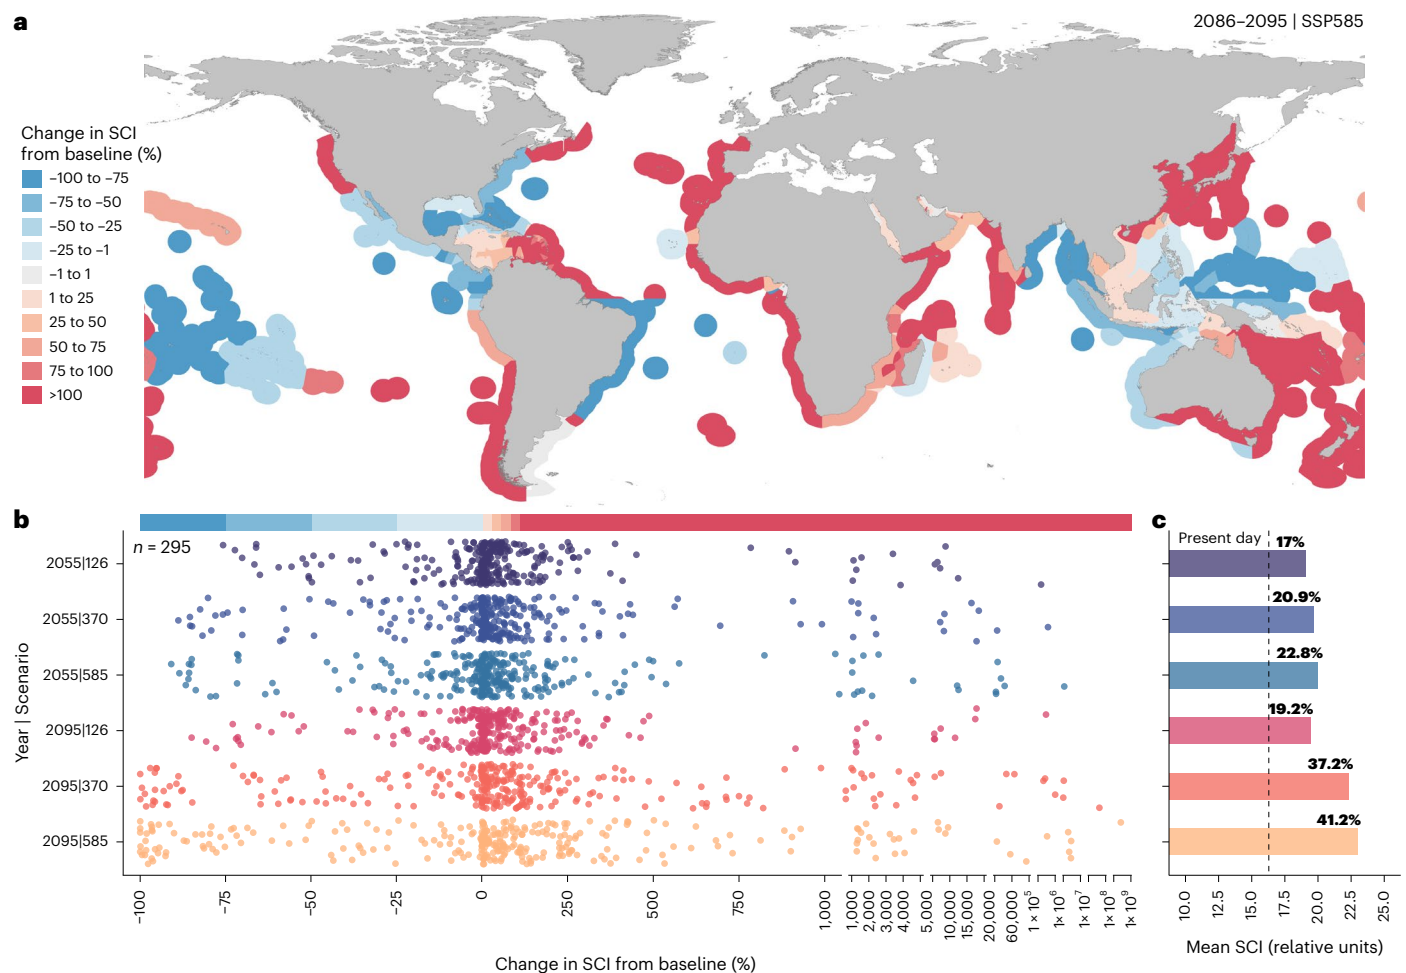 a
2086–2095 | SSP585
Change in SCI
from baseline (%)
−100 to −75
−75 to −50
−50 to −25
−25 to −1
−1 to 1
1 to 25
25 to 50
50 to 75
75 to 100
>100
b
n = 295
Year | Scenario
2055|126
2055|370
2055|585
2095|126
2095|370
2095|585
−100
−75
−50
−25
0
250
500
750
1,000
1,000
2,000
3,000
4,000
5,000
10,000
15,000
20,000
60,000
1 × 10⁵
1 × 10⁶
1 × 10⁷
1 × 10⁸
1 × 10⁹
Change in SCI from baseline (%)
c
Present day
17%
20.9%
22.8%
19.2%
37.2%
41.2%
10.0
12.5
15.0
17.5
20.0
22.5
25.0
Mean SCI (relative units)